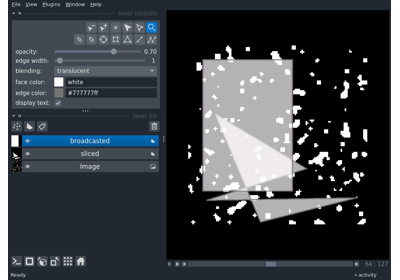 File View Plugins Window Help
layer controls
opacity: 0.70
edge width: 1
blending: translucent
face color: white
edge color: #777777ff
display text:
layer list
broadcasted
sliced
Image
64 127
Ready
activity